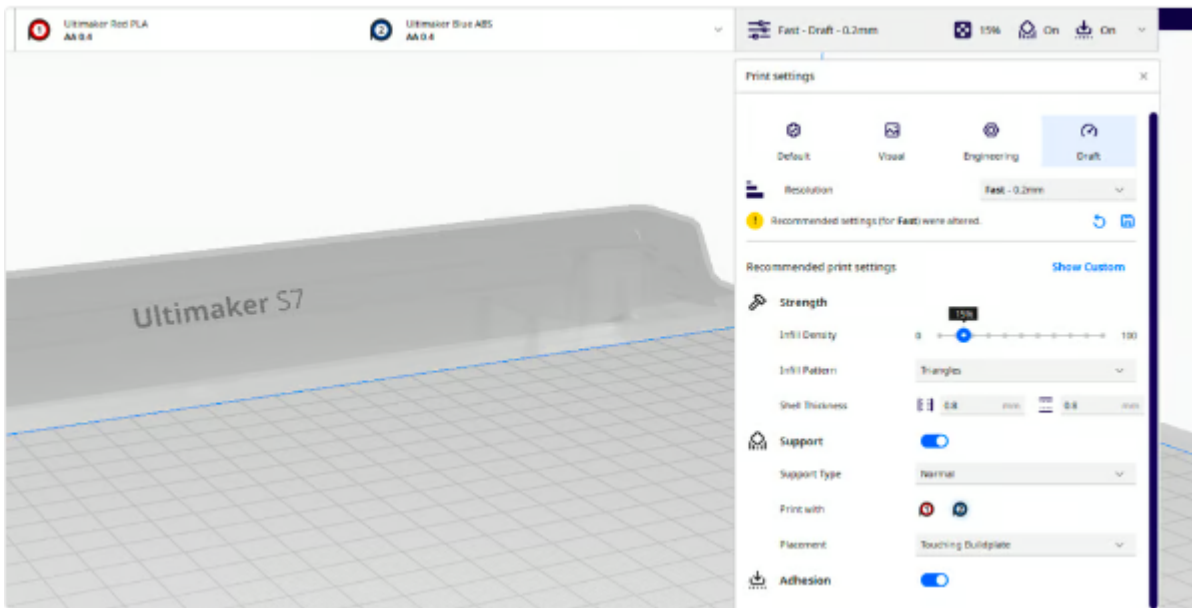 1 Ultimaker Red PLA
AA 0.4
2 Ultimaker Blue ABS
AA 0.4
Fast - Draft - 0.2mm 15% On On
Print settings
Default Visual Engineering Draft
Resolution Fast - 0.2mm
! Recommended settings (for Fast) were altered.
Recommended print settings Show Custom
Strength
15%
Infill Density 0 100
Infill Pattern Triangles
Shell Thickness 0.8 mm mm
Support
Support Type Normal
Print with
Placement Touching Buildplate
Adhesion
Ultimaker S7